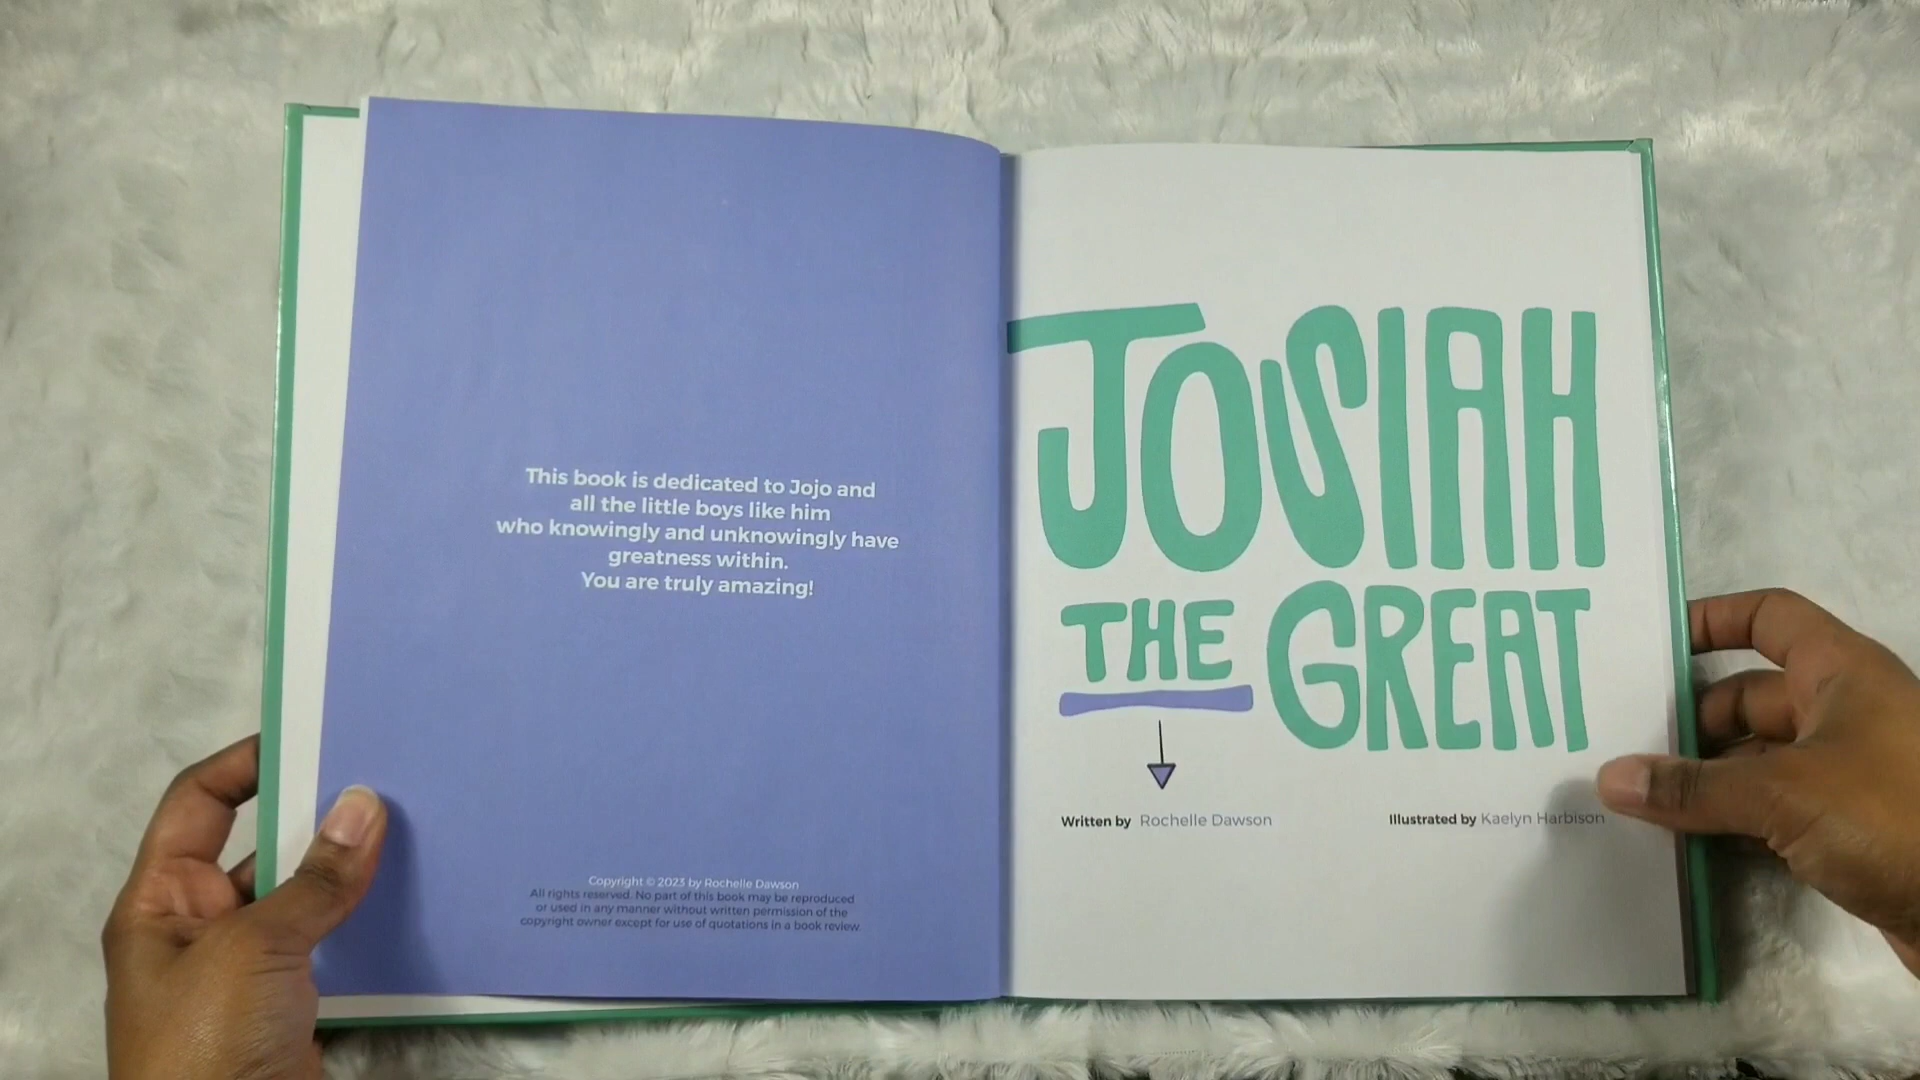 This book is dedicated to Jojo and
all the little boys like him
who knowingly and unknowingly have
greatness within.
You are truly amazing!
Copyright © 2023 by Rochelle Dawson
All rights reserved. No part of this book may be reproduced
or used in any manner without written permission of the
copyright owner except for use of quotations in a book review.
JOSIAH
THE GREAT
Written by Rochelle Dawson
Illustrated by Kaelyn Harbison